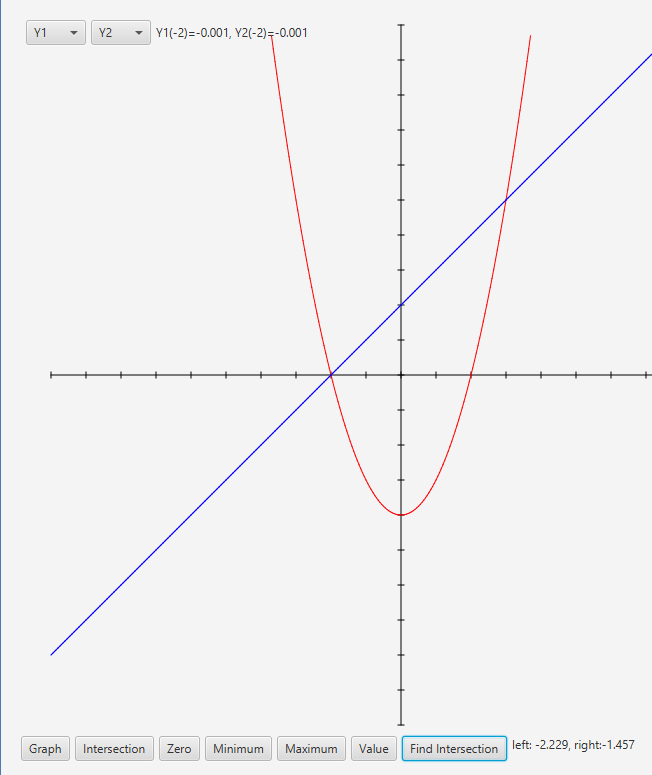 Y1 Y2 Y1(-2)=-0.001, Y2(-2)=-0.001
Graph Intersection Zero Minimum Maximum Value Find Intersection left: -2.229, right:-1.457